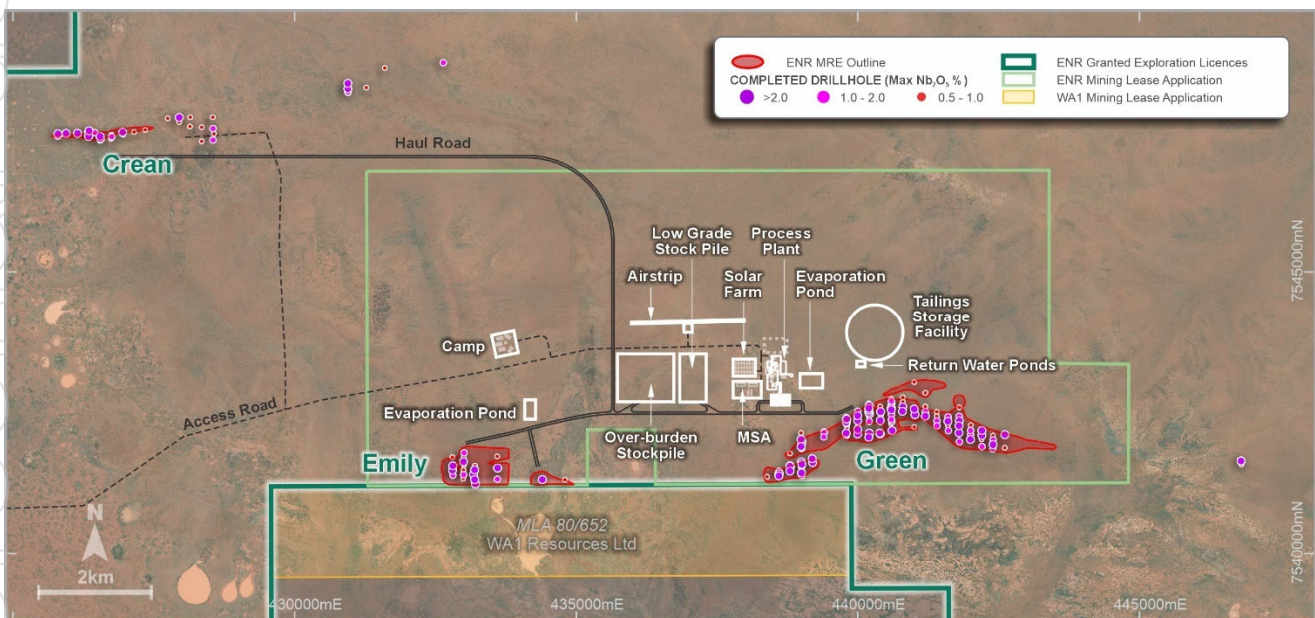 ENR MRE Outline
COMPLETED DRILLHOLE (Max Nb₂O₅ %)
>2.0
1.0 - 2.0
0.5 - 1.0
ENR Granted Exploration Licences
ENR Mining Lease Application
WA1 Mining Lease Application
Crean
Haul Road
Low Grade
Stock Pile
Process
Plant
Airstrip
Solar
Farm
Evaporation
Pond
Tailings
Storage
Facility
7545000mN
Camp
Return Water Ponds
Access Road
Evaporation Pond
Over-burden
Stockpile
MSA
Emily
Green
N
2km
MLA 80/652
WA1 Resources Ltd
7540000mN
430000mE
435000mE
440000mE
445000mE